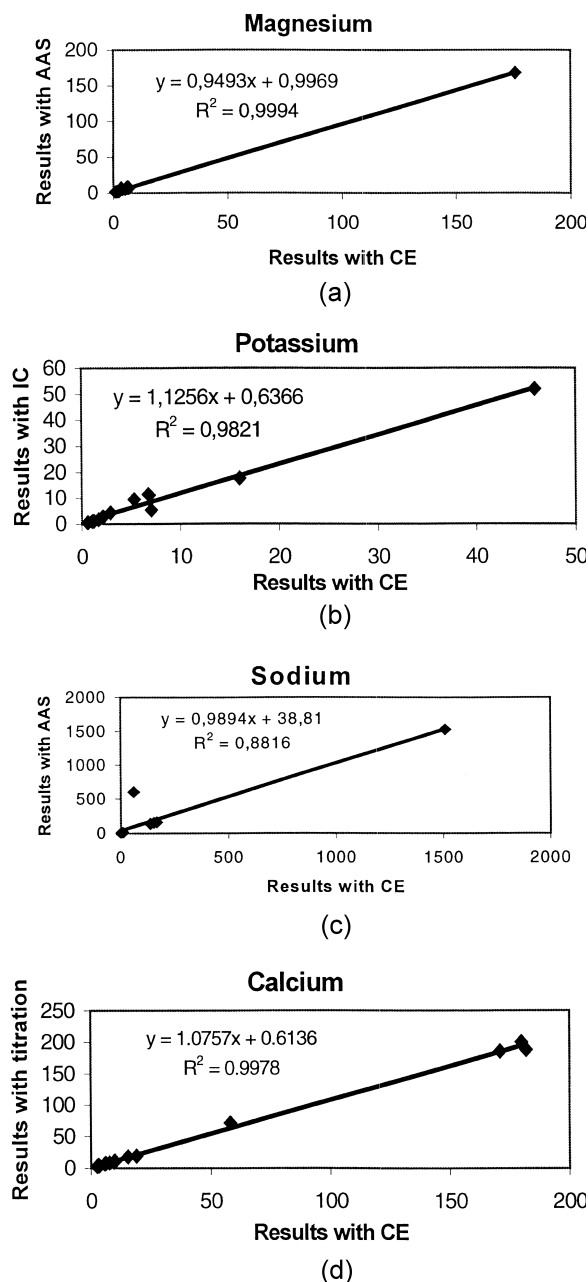 Magnesium
200
150
100
50
0
Results with AAS
y = 0,9493x + 0,9969
R² = 0,9994
0 50 100 150 200
Results with CE
(a)
Potassium
60
50
40
30
20
10
0
Results with IC
y = 1,1256x + 0,6366
R² = 0,9821
0 10 20 30 40 50
Results with CE
(b)
Sodium
2000
1500
1000
500
0
Results with AAS
y = 0,9894x + 38,81
R² = 0,8816
0 500 1000 1500 2000
Results with CE
(c)
Calcium
250
200
150
100
50
0
Results with titration
y = 1.0757x + 0.6136
R² = 0.9978
0 50 100 150 200
Results with CE
(d)